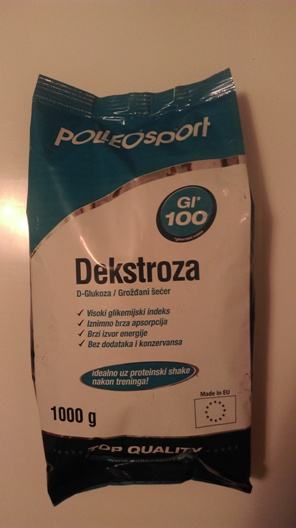 POLLEOSPORT
GI*
100
Dekstroza
D-Glukoza / Grožđani šećer
✓ Visoki glikemijski indeks
✓ Iznimno brza apsorpcija
✓ Brzi izvor energije
✓ Bez dodataka i konzervansa
Idealno uz proteinski shake
nakon treninga!
Made in EU
1000 g
TOP QUALITY